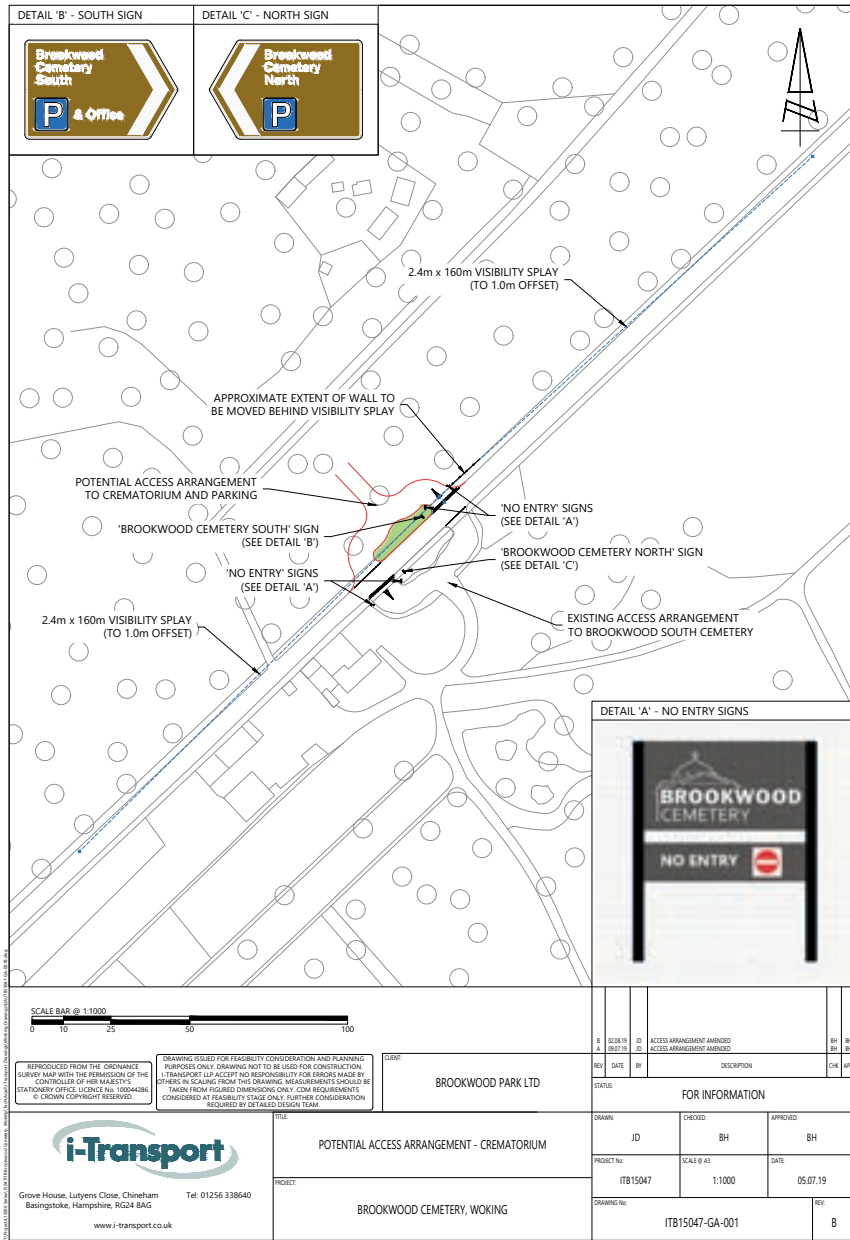 DETAIL 'B' - SOUTH SIGN
DETAIL 'C' - NORTH SIGN
Brookwood
Cemetery
South
P & Office
Brookwood
Cemetery
North
P
N
2.4m x 160m VISIBILITY SPLAY
(TO 1.0m OFFSET)
APPROXIMATE EXTENT OF WALL TO
BE MOVED BEHIND VISIBILITY SPLAY
POTENTIAL ACCESS ARRANGEMENT
TO CREMATORIUM AND PARKING
'NO ENTRY' SIGNS
(SEE DETAIL 'A')
'BROOKWOOD CEMETERY SOUTH' SIGN
(SEE DETAIL 'B')
'BROOKWOOD CEMETERY NORTH' SIGN
(SEE DETAIL 'C')
'NO ENTRY' SIGNS
(SEE DETAIL 'A')
EXISTING ACCESS ARRANGEMENT
TO BROOKWOOD SOUTH CEMETERY
2.4m x 160m VISIBILITY SPLAY
(TO 1.0m OFFSET)
DETAIL 'A' - NO ENTRY SIGNS
BROOKWOOD
CEMETERY
NO ENTRY
SCALE BAR @ 1:1000
0 10 25 50 100
REPRODUCED FROM THE ORDNANCE
SURVEY MAP WITH THE PERMISSION OF THE
CONTROLLER OF HER MAJESTY'S
STATIONERY OFFICE. LICENCE No. 100044286.
© CROWN COPYRIGHT RESERVED.
DRAWING ISSUED FOR FEASIBILITY CONSIDERATION AND PLANNING
PURPOSES ONLY. DRAWING NOT TO BE USED FOR CONSTRUCTION.
I-TRANSPORT LLP ACCEPT NO RESPONSIBILITY FOR ERRORS MADE BY
OTHERS IN SCALING FROM THIS DRAWING. MEASUREMENTS SHOULD BE
TAKEN FROM FIGURED DIMENSIONS ONLY. CDM REQUIREMENTS
CONSIDERED AT FEASIBILITY STAGE ONLY. FURTHER CONSIDERATION
REQUIRED BY DETAILED DESIGN TEAM.
CLIENT:
BROOKWOOD PARK LTD
B 02.08.19 JD ACCESS ARRANGEMENT AMENDED BH BH
A 09.07.19 JD ACCESS ARRANGEMENT AMENDED BH BH
REV DATE BY DESCRIPTION CHK AP
STATUS:
FOR INFORMATION
i-Transport
Grove House, Lutyens Close, Chineham
Basingstoke, Hampshire, RG24 8AG
Tel: 01256 338640
www.i-transport.co.uk
TITLE:
POTENTIAL ACCESS ARRANGEMENT - CREMATORIUM
PROJECT:
BROOKWOOD CEMETERY, WOKING
DRAWN: CHECKED: APPROVED:
JD BH BH
PROJECT No: SCALE @ A3: DATE:
ITB15047 1:1000 05.07.19
DRAWING No: REV:
ITB15047-GA-001 B